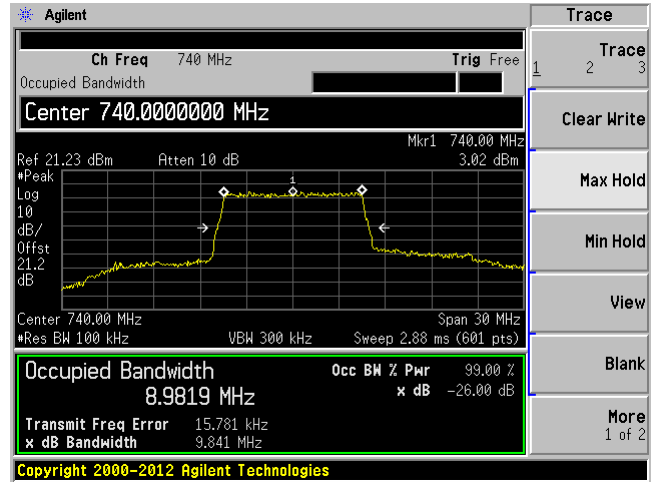 Agilent
Trace
Ch Freq 740 MHz Trig Free
Occupied Bandwidth
Center 740.0000000 MHz
Mkr1 740.00 MHz
Ref 21.23 dBm Atten 10 dB 3.02 dBm
#Peak
Log
10
dB/
Offst
21.2
dB
1
Center 740.00 MHz Span 30 MHz
#Res BW 100 kHz VBW 300 kHz Sweep 2.88 ms (601 pts)
Occupied Bandwidth Occ BW % Pwr 99.00 %
8.9819 MHz x dB -26.00 dB
Transmit Freq Error 15.781 kHz
x dB Bandwidth 9.841 MHz
Copyright 2000-2012 Agilent Technologies
Trace
1 2 3
Clear Write
Max Hold
Min Hold
View
Blank
More
1 of 2